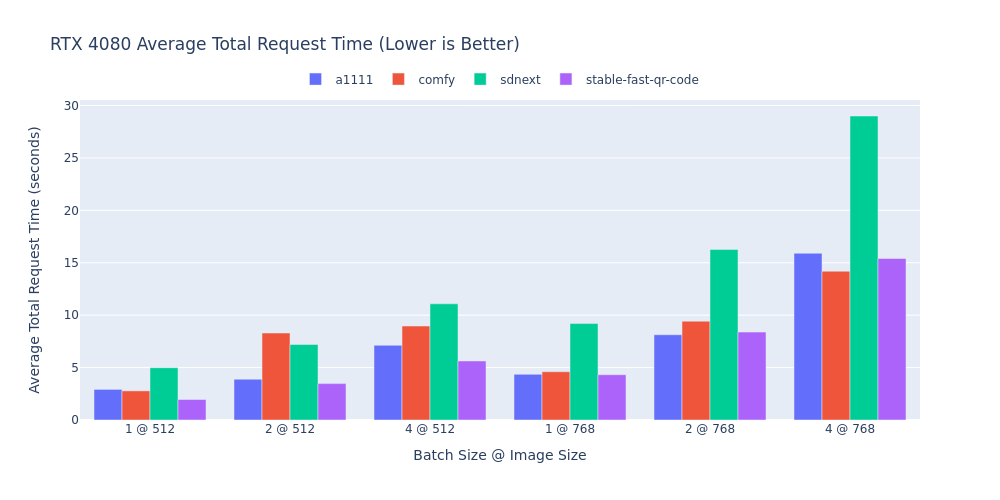 RTX 4080 Average Total Request Time (Lower is Better)
a1111 comfy sdnext stable-fast-qr-code
Average Total Request Time (seconds)
30
25
20
15
10
5
0
1 @ 512 2 @ 512 4 @ 512 1 @ 768 2 @ 768 4 @ 768
Batch Size @ Image Size